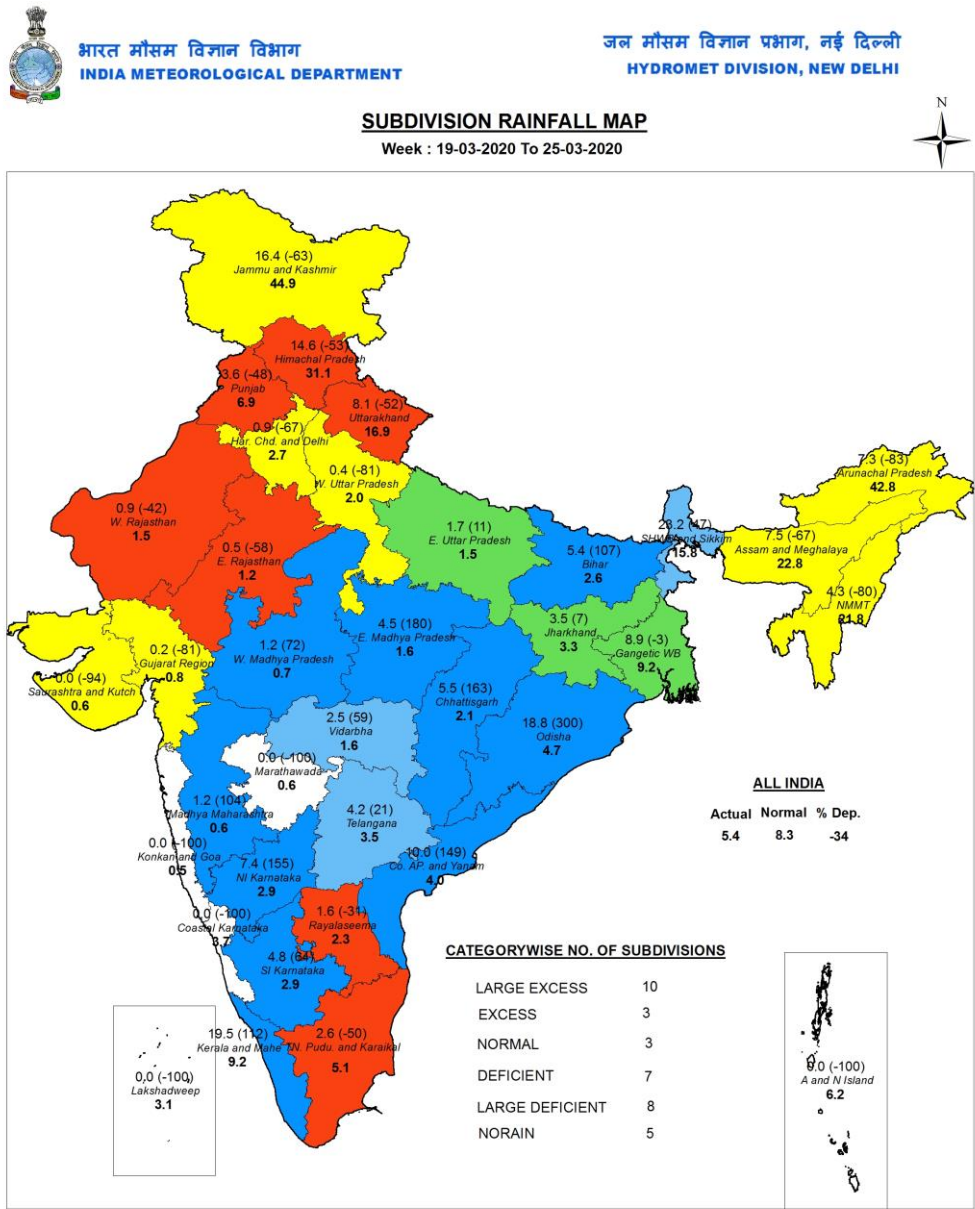 भारत मौसम विज्ञान विभाग
INDIA METEOROLOGICAL DEPARTMENT
जल मौसम विज्ञान प्रभाग, नई दिल्ली
HYDROMET DIVISION, NEW DELHI
SUBDIVISION RAINFALL MAP
Week : 19-03-2020 To 25-03-2020
N
16.4 (-63)
Jammu and Kashmir
44.9
14.6 (-53)
Himachal Pradesh
31.1
3.6 (-48)
Punjab
6.9
8.1 (-52)
Uttarakhand
16.9
0.9 (-67)
Har. Chd. and Delhi
2.7
0.4 (-81)
W. Uttar Pradesh
2.0
7.3 (-83)
Arunachal Pradesh
42.8
0.9 (-42)
W. Rajasthan
1.5
0.5 (-58)
E. Rajasthan
1.2
1.7 (11)
E. Uttar Pradesh
1.5
5.4 (107)
Bihar
2.6
23.2 (47)
SHWB and Sikkim
15.8
7.5 (-67)
Assam and Meghalaya
22.8
4.3 (-80)
NMMT
21.8
0.0 (-94)
Saurashtra and Kutch
0.6
0.2 (-81)
Gujarat Region
0.8
1.2 (72)
W. Madhya Pradesh
0.7
4.5 (180)
E. Madhya Pradesh
1.6
3.5 (7)
Jharkhand
3.3
8.9 (-3)
Gangetic WB
9.2
5.5 (163)
Chhattisgarh
2.1
18.8 (300)
Odisha
4.7
2.5 (59)
Vidarbha
1.6
0.0 (-100)
Marathawada
0.6
1.2 (104)
Madhya Maharashtra
0.6
4.2 (21)
Telangana
3.5
0.0 (-100)
Konkan and Goa
0.5
7.4 (155)
NI Karnataka
2.9
10.0 (149)
Co. AP. and Yanam
4.0
0.0 (-100)
Coastal Karnataka
3.7
1.6 (-31)
Rayalaseema
2.3
4.8 (64)
SI Karnataka
2.9
19.5 (112)
Kerala and Mahe
9.2
2.6 (-50)
TN. Pudu. and Karaikal
5.1
0.0 (-100)
Lakshadweep
3.1
0.0 (-100)
A and N Island
6.2
ALL INDIA
Actual Normal % Dep.
5.4 8.3 -34
CATEGORYWISE NO. OF SUBDIVISIONS
LARGE EXCESS 10
EXCESS 3
NORMAL 3
DEFICIENT 7
LARGE DEFICIENT 8
NORAIN 5